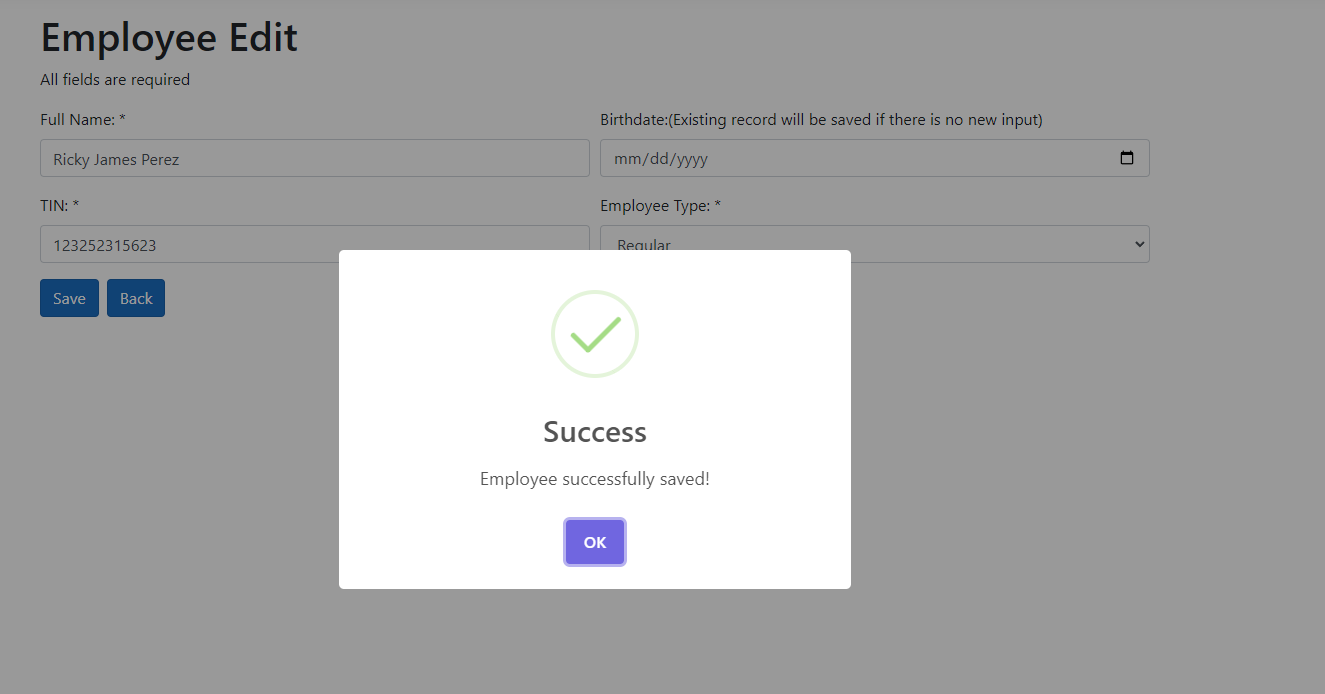 Employee Edit
All fields are required
Full Name: *
Birthdate:(Existing record will be saved if there is no new input)
Ricky James Perez
mm/dd/yyyy
TIN: *
Employee Type: *
123252315623
Regular
Save
Back
Success
Employee successfully saved!
OK